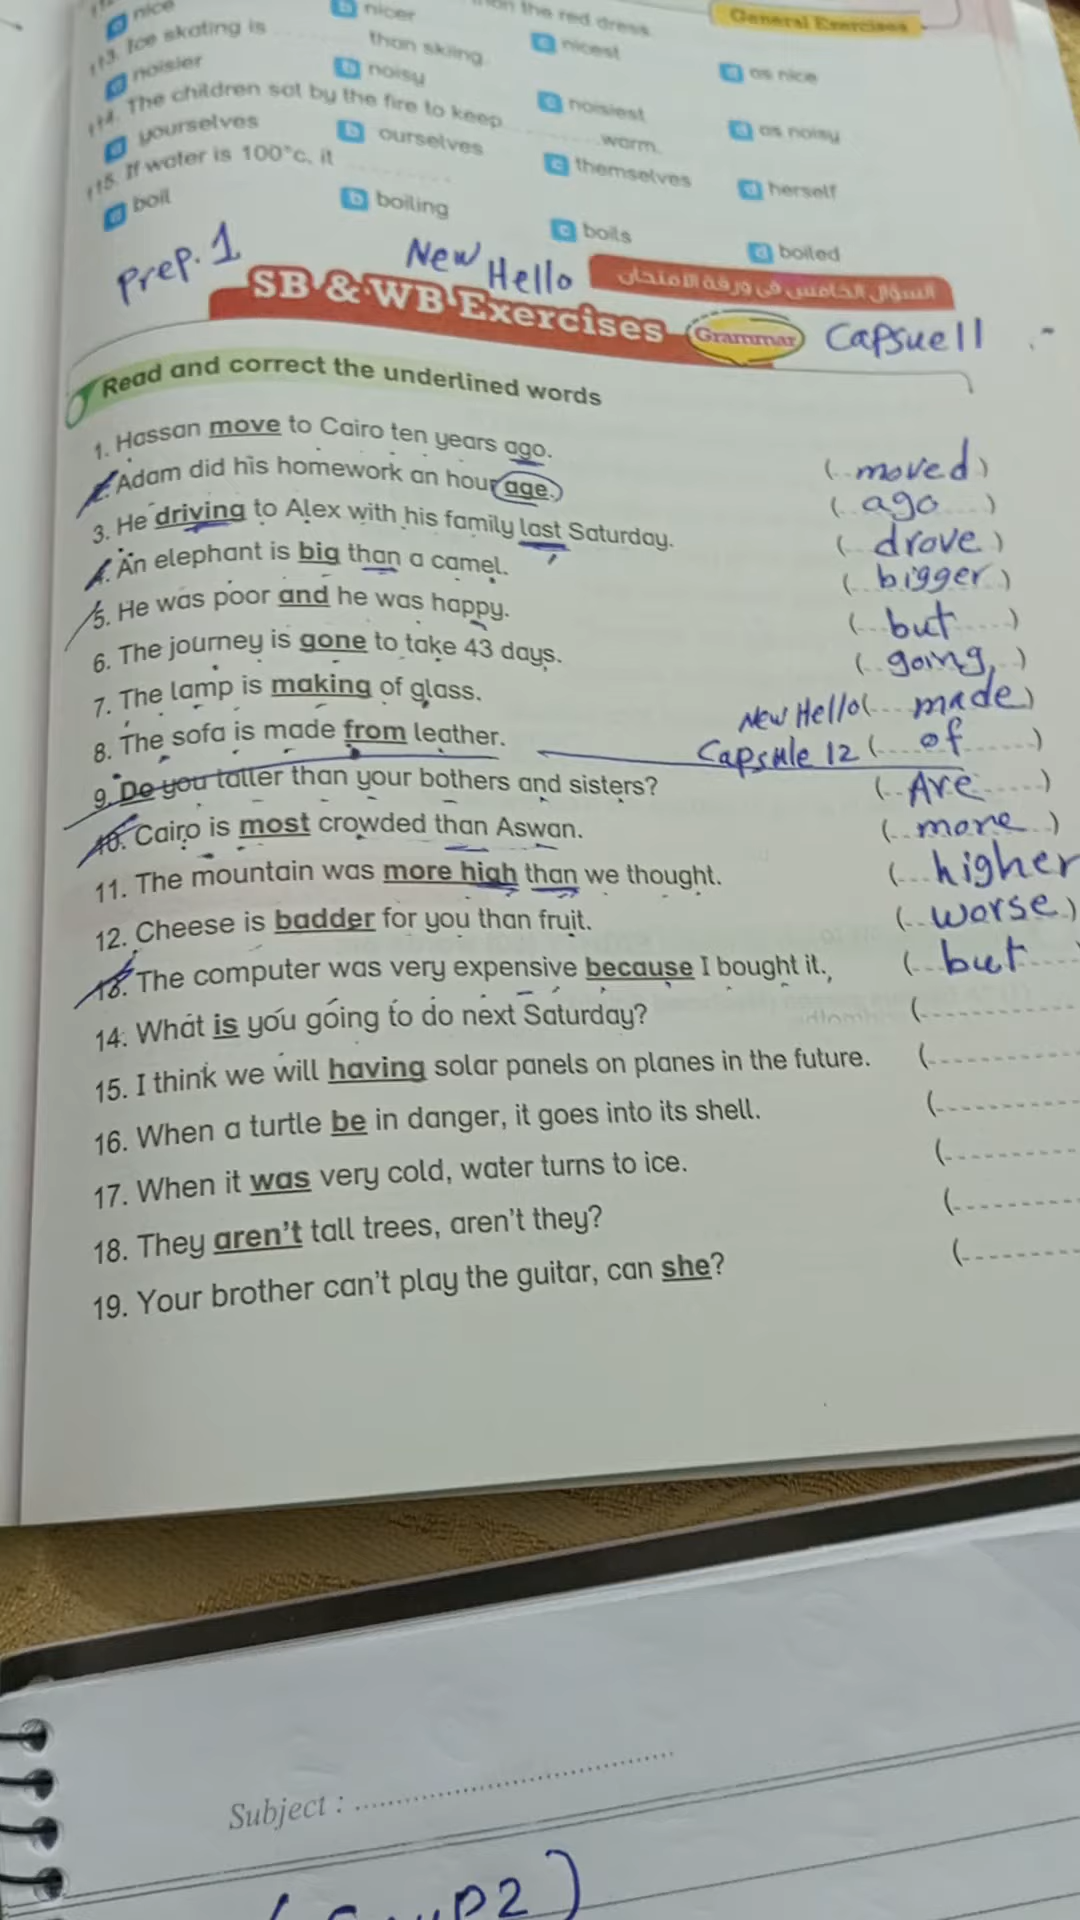 a nice
b nicer
than the red dress.
c nicest
d as nice
General Exercises
113. Ice skating is ............ than skiing.
a noisier
b noisy
c noisiest
d as noisy
114. The children sat by the fire to keep ............ warm.
a yourselves
b ourselves
c themselves
d herself
115. If water is 100°c, it ............
a boil
b boiling
c boils
d boiled
Prep. 1
New Hello
السؤال الخامس فى ورقة الامتحان
SB & WB Exercises
Grammar
Capsuell
Read and correct the underlined words
1. Hassan move to Cairo ten years ago. (moved)
2. Adam did his homework an hour age. (ago)
3. He driving to Alex with his family last Saturday. (drove)
4. An elephant is big than a camel. (bigger)
5. He was poor and he was happy. (but)
6. The journey is gone to take 43 days. (going)
7. The lamp is making of glass. (made)
New Hello
8. The sofa is made from leather. (of)
Capsule 12
9. Do you taller than your bothers and sisters? (Are)
10. Cairo is most crowded than Aswan. (more)
11. The mountain was more high than we thought. (higher
12. Cheese is badder for you than fruit. (worse)
13. The computer was very expensive because I bought it. (but
14. What is you going to do next Saturday? (............
15. I think we will having solar panels on planes in the future. (............
16. When a turtle be in danger, it goes into its shell. (............
17. When it was very cold, water turns to ice. (............
18. They aren't tall trees, aren't they? (............
19. Your brother can't play the guitar, can she? (............
Subject : ............